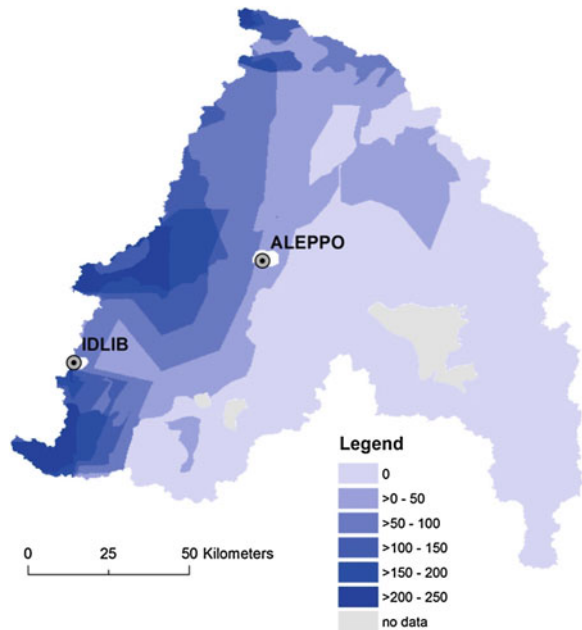 ALEPPO
IDLIB
Legend
0
>0 - 50
>50 - 100
>100 - 150
>150 - 200
>200 - 250
no data
0 25 50 Kilometers